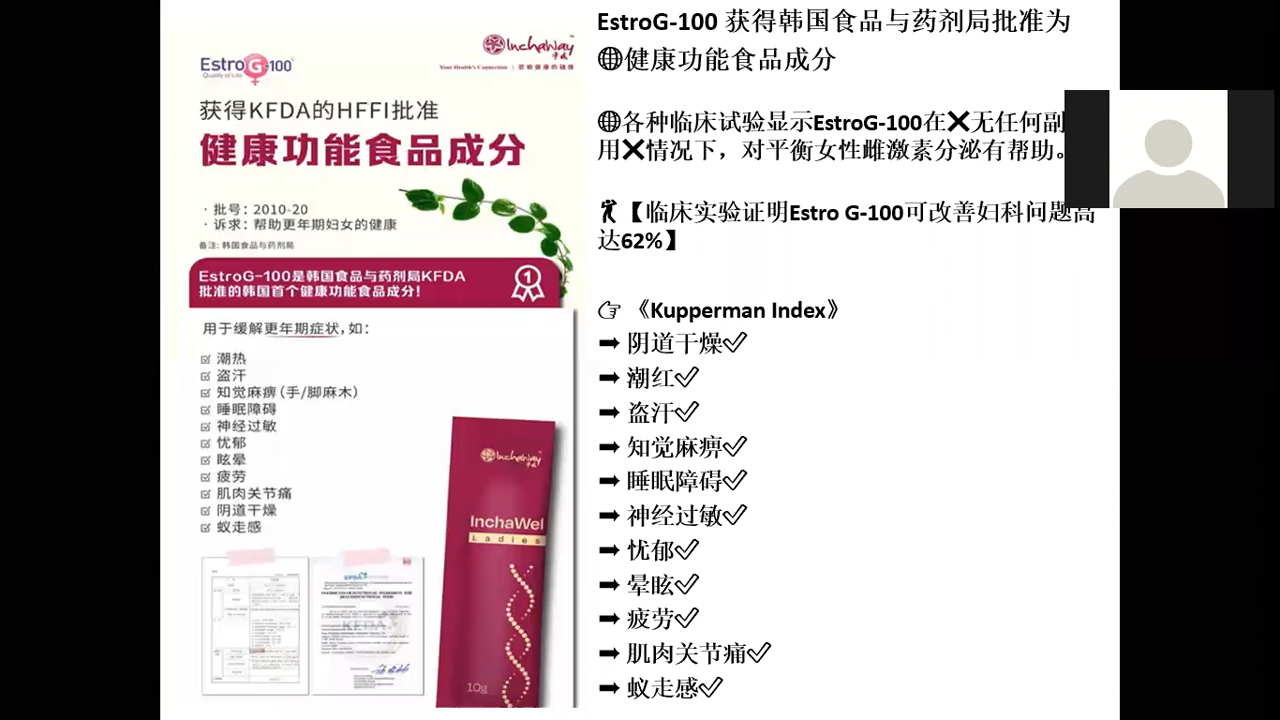 EstroG-100
Quality of Life
InchaWay
Your Health's Connection
获得KFDA的HFFI批准
健康功能食品成分
· 批号: 2010-20
· 诉求: 帮助更年期妇女的健康
备注: 韩国食品与药剂局
EstroG-100是韩国食品与药剂局KFDA
批准的韩国首个健康功能食品成分!
1
用于缓解更年期症状, 如:
潮热
盗汗
知觉麻痹 (手/脚麻木)
睡眠障碍
神经过敏
忧郁
眩晕
疲劳
肌肉关节痛
阴道干燥
蚁走感
InchaWay
InchaWel
Ladies
10g
EstroG-100 获得韩国食品与药剂局批准为
🌐健康功能食品成分
🌐各种临床试验显示EstroG-100在❌无任何副
用❌情况下，对平衡女性雌激素分泌有帮助。
【临床实验证明Estro G-100可改善妇科问题高
达62%】
👉 《Kupperman Index》
➡ 阴道干燥✅
➡ 潮红✅
➡ 盗汗✅
➡ 知觉麻痹✅
➡ 睡眠障碍✅
➡ 神经过敏✅
➡ 忧郁✅
➡ 晕眩✅
➡ 疲劳✅
➡ 肌肉关节痛✅
➡ 蚁走感✅